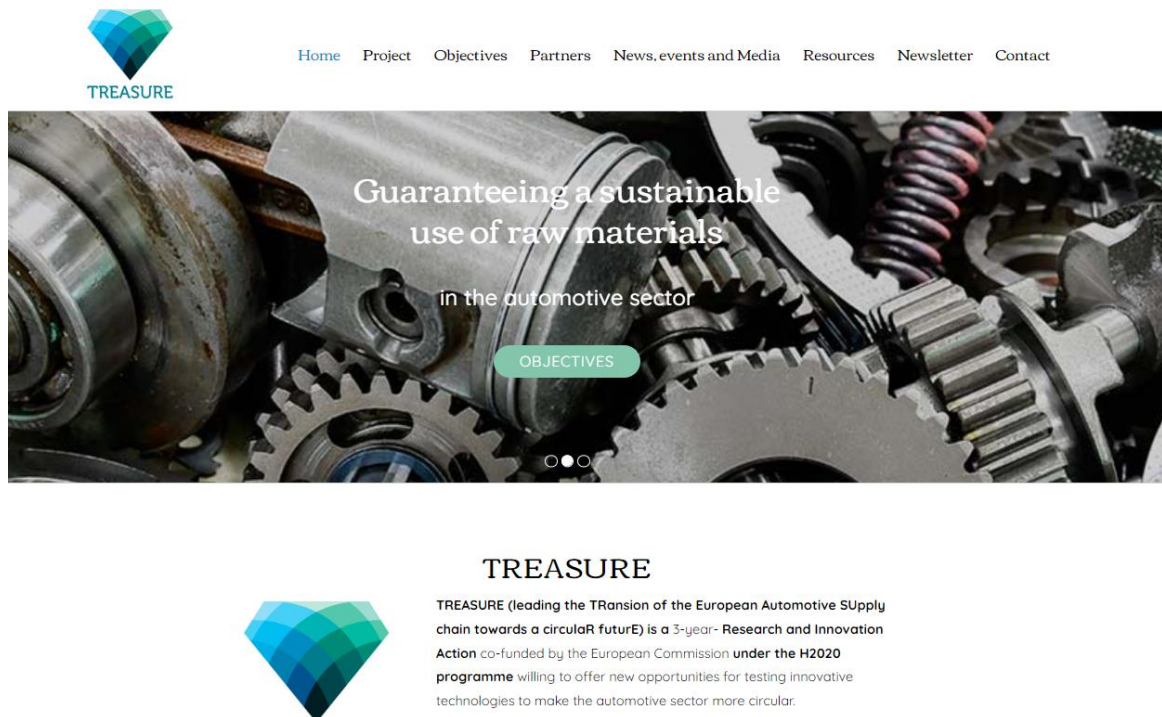 TREASURE
Home Project Objectives Partners News, events and Media Resources Newsletter Contact
Guaranteeing a sustainable
use of raw materials
in the automotive sector
OBJECTIVES
TREASURE
TREASURE (leading the TRansion of the European Automotive SUpply
chain towards a circulaR futurE) is a 3-year- Research and Innovation
Action co-funded by the European Commission under the H2020
programme willing to offer new opportunities for testing innovative
technologies to make the automotive sector more circular.